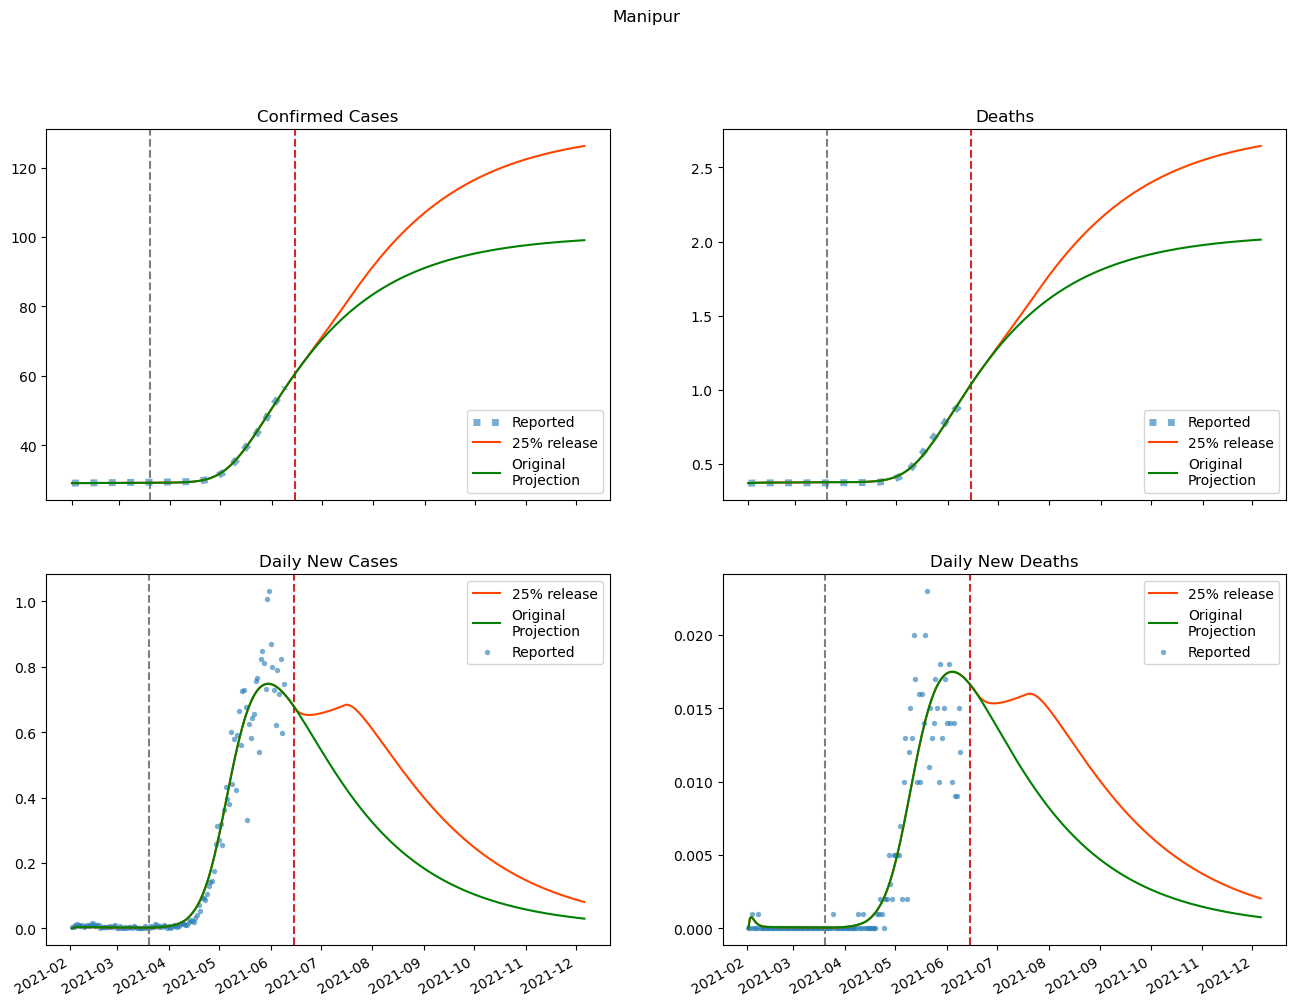 Manipur
Confirmed Cases
120
100
80
60
40
Reported
25% release
Original
Projection
Deaths
2.5
2.0
1.5
1.0
0.5
Reported
25% release
Original
Projection
Daily New Cases
1.0
0.8
0.6
0.4
0.2
0.0
25% release
Original
Projection
Reported
2021-02
2021-03
2021-04
2021-05
2021-06
2021-07
2021-08
2021-09
2021-10
2021-11
2021-12
Daily New Deaths
0.020
0.015
0.010
0.005
0.000
25% release
Original
Projection
Reported
2021-02
2021-03
2021-04
2021-05
2021-06
2021-07
2021-08
2021-09
2021-10
2021-11
2021-12